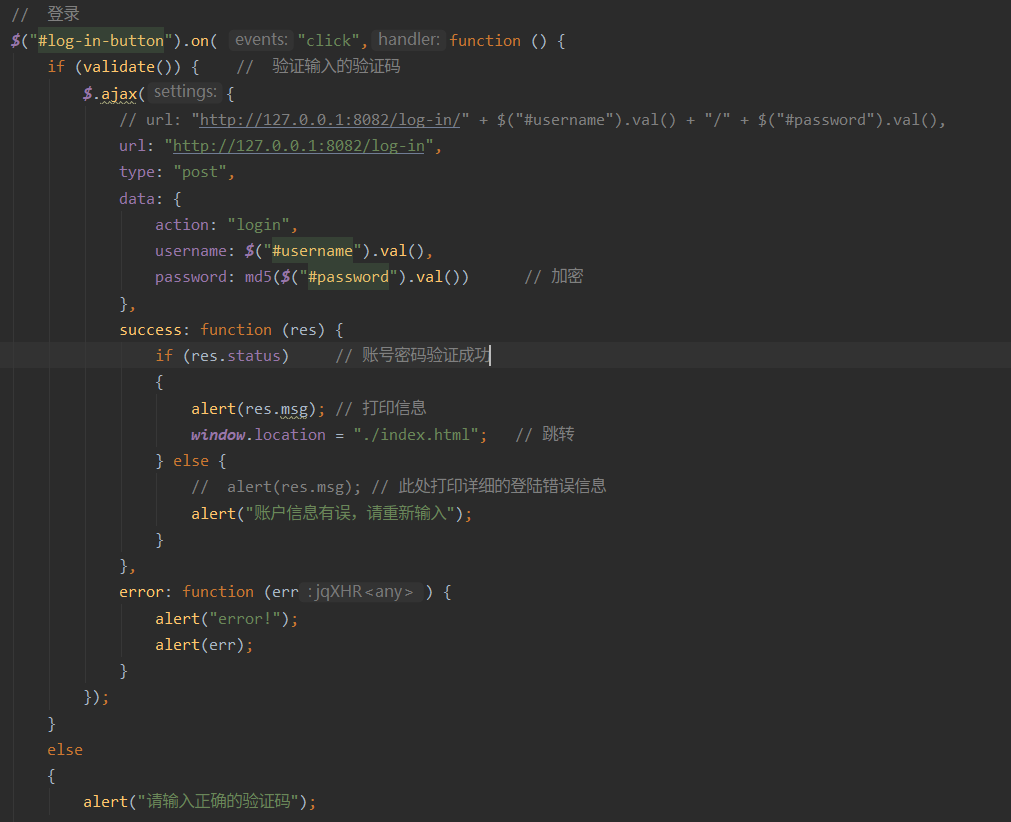 //  登录
$("#log-in-button").on( events: "click", handler: function () {
if (validate()) {    //  验证输入的验证码
$.ajax( settings: {
// url: "http://127.0.0.1:8082/log-in/" + $("#username").val() + "/" + $("#password").val(),
url: "http://127.0.0.1:8082/log-in",
type: "post",
data: {
action: "login",
username: $("#username").val(),
password: md5($("#password").val())      // 加密
},
success: function (res) {
if (res.status)     // 账号密码验证成功
{
alert(res.msg); // 打印信息
window.location = "./index.html";   // 跳转
} else {
//  alert(res.msg); // 此处打印详细的登陆错误信息
alert("账户信息有误，请重新输入");
}
},
error: function (err : jqXHR<any> ) {
alert("error!");
alert(err);
}
});
}
else
{
alert("请输入正确的验证码");